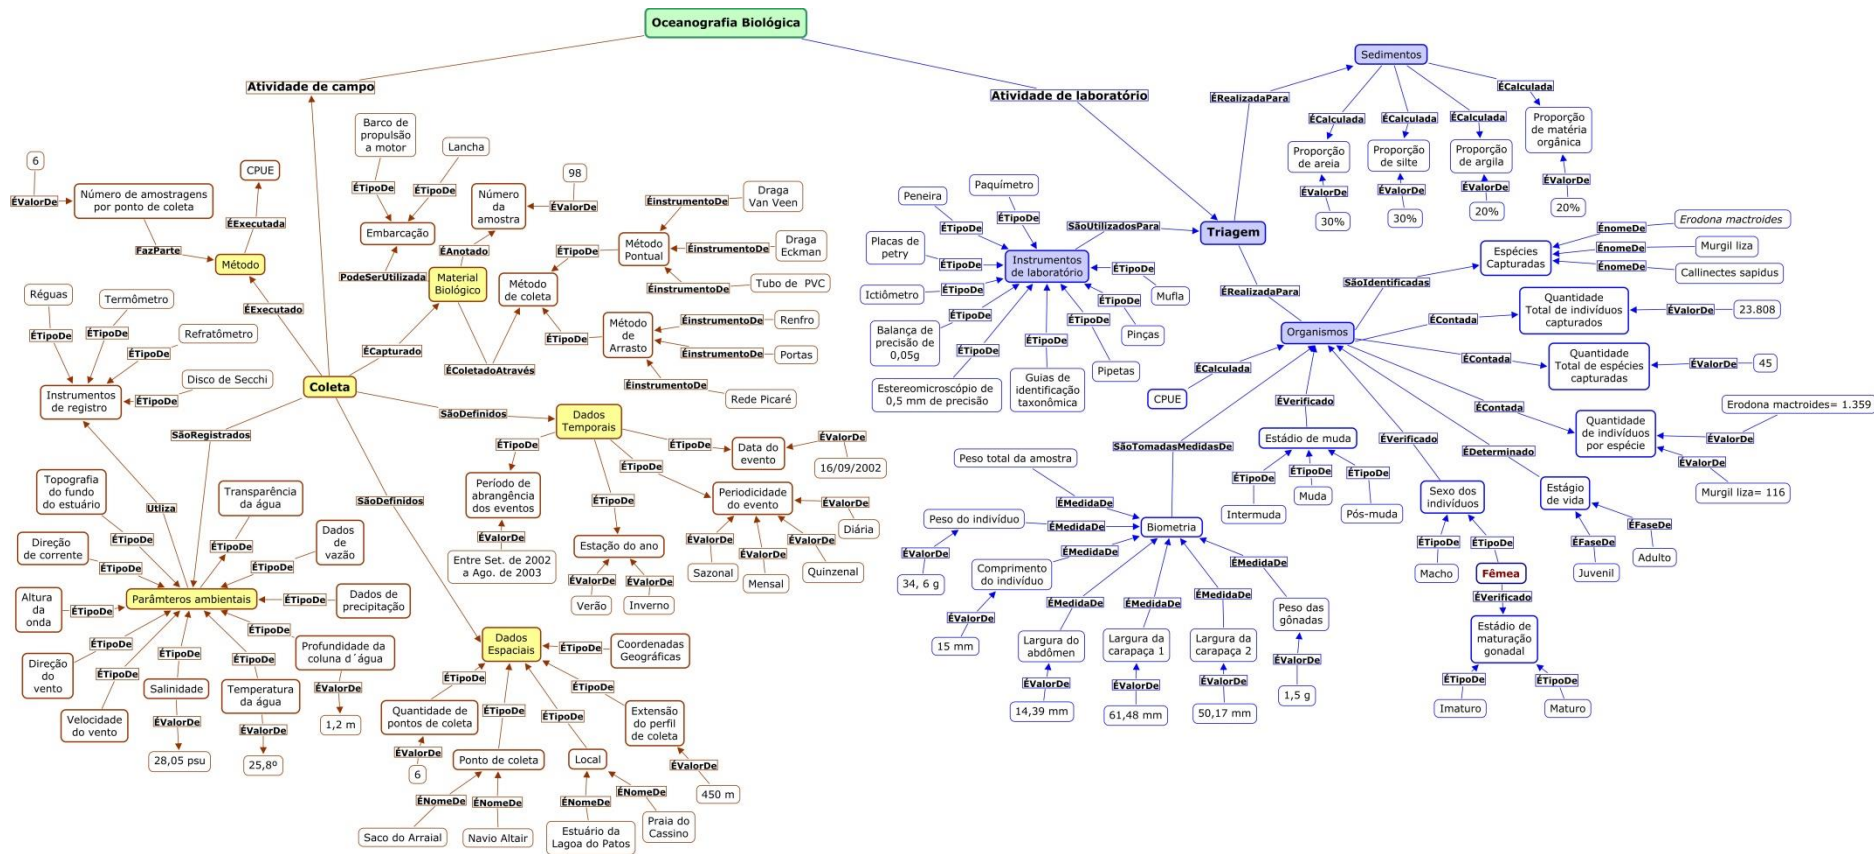 Oceanografia Biológica
Atividade de campo
Atividade de laboratório
6
ÉValorDe
Número de amostragens
por ponto de coleta
FazParte
CPUE
ÉExecutada
Método
ÉExecutado
Barco de
propulsão
a motor
ÉTipoDe
Lancha
ÉTipoDe
Embarcação
PodeSerUtilizada
Número
da
amostra
98
ÉValorDe
ÉAnotado
Material
Biológico
ÉCapturado
ÉColetadoAtravés
Método
de coleta
ÉTipoDe
Método
Pontual
ÉinstrumentoDe
Draga
Van Veen
ÉinstrumentoDe
Draga
Eckman
ÉinstrumentoDe
Tubo de PVC
ÉTipoDe
Método
de
Arrasto
ÉinstrumentoDe
Renfro
ÉinstrumentoDe
Portas
ÉinstrumentoDe
Rede Picaré
Réguas
ÉTipoDe
Termômetro
ÉTipoDe
Refratômetro
ÉTipoDe
Disco de Secchi
ÉTipoDe
Instrumentos
de registro
Coleta
SãoRegistrados
Utliza
SãoDefinidos
SãoDefinidos
Dados
Temporais
ÉTipoDe
Período de
abrangência
dos eventos
ÉValorDe
Entre Set. de 2002
a Ago. de 2003
ÉTipoDe
Estação do ano
ÉValorDe
Verão
ÉValorDe
Inverno
ÉTipoDe
Periodicidade
do evento
ÉValorDe
Sazonal
ÉValorDe
Mensal
ÉValorDe
Quinzenal
ÉValorDe
Diária
ÉTipoDe
Data do
evento
ÉValorDe
16/09/2002
Topografia
do fundo
do estuário
ÉTipoDe
Transparência
da água
ÉTipoDe
Dados
de
vazão
ÉTipoDe
Direção
de corrente
ÉTipoDe
Altura
da
onda
ÉTipoDe
Parâmteros ambientais
ÉTipoDe
Dados de
precipitação
ÉTipoDe
Direção
do
vento
ÉTipoDe
Velocidade
do vento
ÉTipoDe
Salinidade
ÉValorDe
28,05 psu
ÉTipoDe
Temperatura
da água
ÉValorDe
25,8º
ÉTipoDe
Profundidade da
coluna d´água
ÉValorDe
1,2 m
Dados
Espaciais
ÉTipoDe
Coordenadas
Geográficas
ÉTipoDe
Quantidade de
pontos de coleta
ÉValorDe
6
ÉTipoDe
Ponto de coleta
ÉNomeDe
Saco do Arraial
ÉNomeDe
Navio Altair
ÉTipoDe
Local
ÉNomeDe
Estuário da
Lagoa do Patos
ÉNomeDe
Praia do
Cassino
ÉTipoDe
Extensão
do perfil
de coleta
ÉValorDe
450 m
Sedimentos
ÉRealizadaPara
ÉCalculada
Proporção
de areia
ÉValorDe
30%
ÉCalculada
Proporção
de silte
ÉValorDe
30%
ÉCalculada
Proporção
de argila
ÉValorDe
20%
ÉCalculada
Proporção
de matéria
orgânica
ÉValorDe
20%
Triagem
SãoUtilizadosPara
Peneira
ÉTipoDe
Paquímetro
ÉTipoDe
Placas de
petry
ÉTipoDe
Instrumentos
de laboratório
Ictiômetro
ÉTipoDe
Balança de
precisão de
0,05g
ÉTipoDe
Estereomicroscópio de
0,5 mm de precisão
ÉTipoDe
Guias de
identificação
taxonômica
ÉTipoDe
Pipetas
ÉTipoDe
Pinças
ÉTipoDe
Mufla
ÉTipoDe
ÉRealizadaPara
Organismos
SãoIdentificadas
Espécies
Capturadas
ÉnomeDe
Erodona mactroides
ÉnomeDe
Murgil liza
ÉnomeDe
Callinectes sapidus
ÉContada
Quantidade
Total de indivíduos
capturados
ÉValorDe
23.808
ÉContada
Quantidade
Total de espécies
capturadas
ÉValorDe
45
ÉContada
Quantidade
de indivíduos
por espécie
Erodona mactroides= 1.359
ÉValorDe
ÉValorDe
Murgil liza= 116
ÉCalculada
CPUE
ÉVerificado
Estádio de muda
ÉTipoDe
Intermuda
ÉTipoDe
Muda
ÉTipoDe
Pós-muda
ÉVerificado
Sexo dos
indivíduos
ÉTipoDe
Macho
ÉTipoDe
Fêmea
ÉVerificado
Estádio de
maturação
gonadal
ÉTipoDe
Imaturo
ÉTipoDe
Maturo
ÉDeterminado
Estágio
de vida
ÉFaseDe
Juvenil
ÉFaseDe
Adulto
SãoTomadasMedidasDe
Biometria
Peso total da amostra
ÉMedidaDe
Peso do indivíduo
ÉMedidaDe
ÉValorDe
34, 6 g
ÉMedidaDe
Comprimento
do indivíduo
ÉValorDe
15 mm
ÉMedidaDe
Largura do
abdômen
ÉValorDe
14,39 mm
ÉMedidaDe
Largura da
carapaça 1
ÉValorDe
61,48 mm
ÉMedidaDe
Largura da
carapaça 2
ÉValorDe
50,17 mm
ÉMedidaDe
Peso das
gônadas
ÉValorDe
1,5 g